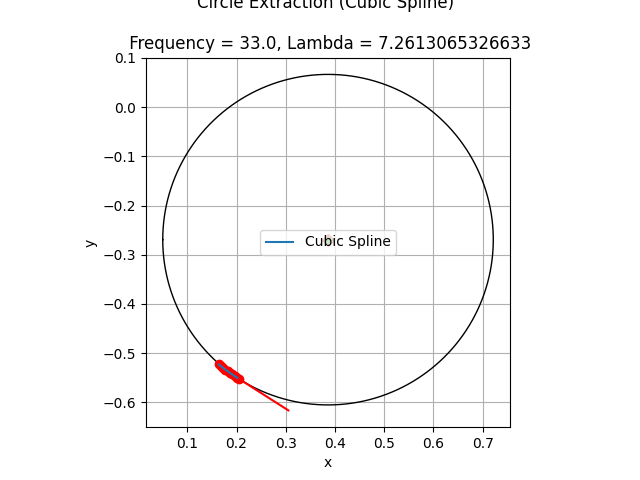 Circle Extraction (Cubic Spline)
Frequency = 33.0, Lambda = 7.2613065326633
0.1
0.0
−0.1
−0.2
−0.3
−0.4
−0.5
−0.6
y
Cubic Spline
0.1 0.2 0.3 0.4 0.5 0.6 0.7
x